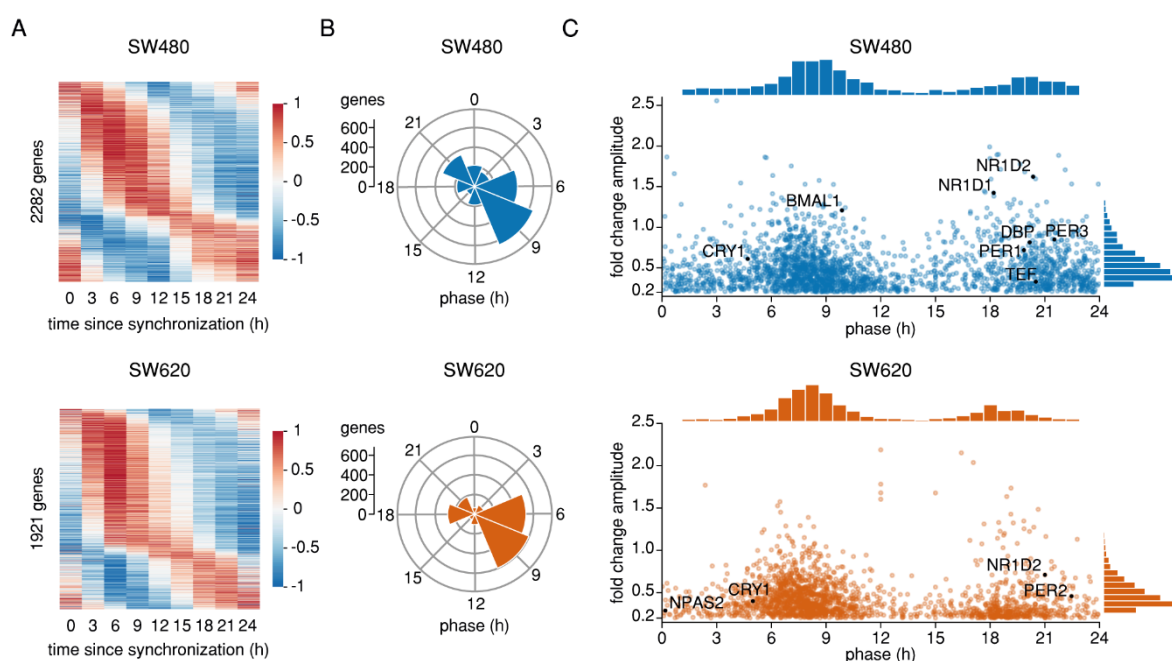 A
SW480
2282 genes
1
0.5
0
-0.5
-1
0 3 6 9 12 15 18 21 24
time since synchronization (h)
SW620
1921 genes
1
0.5
0
-0.5
-1
0 3 6 9 12 15 18 21 24
time since synchronization (h)
B
SW480
genes
600
400
200
0
0
3
6
9
12
15
18
21
phase (h)
SW620
genes
600
400
200
0
0
3
6
9
12
15
18
21
phase (h)
C
SW480
fold change amplitude
2.5
2.0
1.5
1.0
0.5
0.2
NR1D2
NR1D1
BMAL1
DBP
PER3
PER1
CRY1
TEF
0 3 6 9 12 15 18 21 24
phase (h)
SW620
fold change amplitude
2.5
2.0
1.5
1.0
0.5
0.2
NR1D2
CRY1
PER2
NPAS2
0 3 6 9 12 15 18 21 24
phase (h)